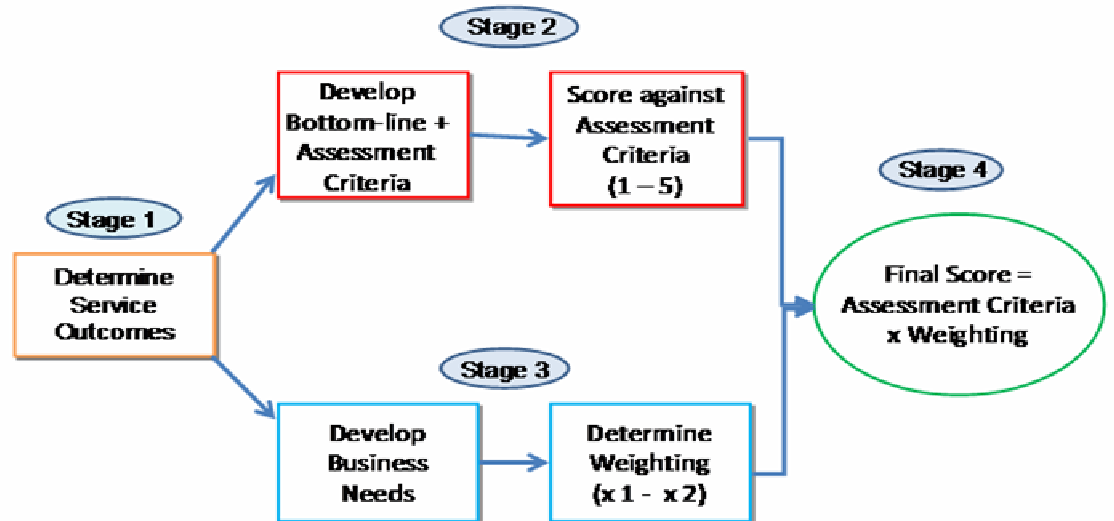 Stage 1
Determine
Service
Outcomes
Stage 2
Develop
Bottom-line +
Assessment
Criteria
Score against
Assessment
Criteria
(1 – 5)
Stage 3
Develop
Business
Needs
Determine
Weighting
(x 1 - x 2)
Stage 4
Final Score =
Assessment Criteria
x Weighting